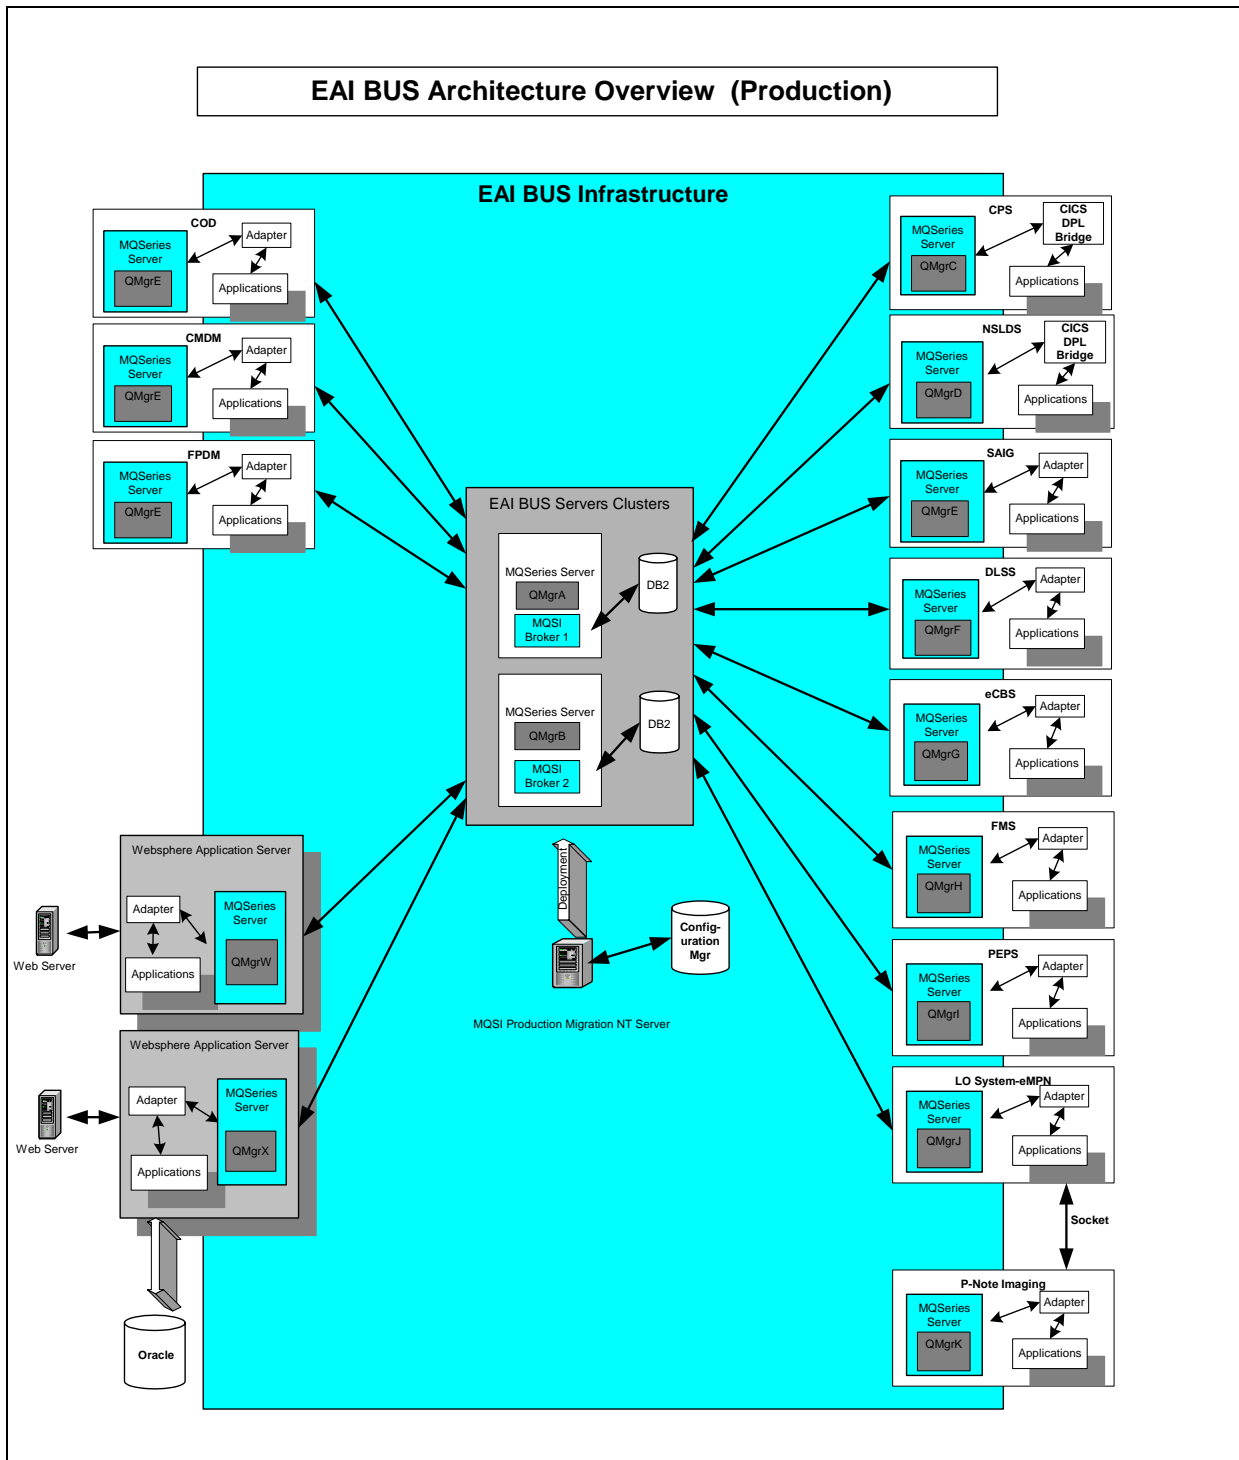 EAI BUS Architecture Overview  (Production)
EAI BUS Infrastructure
COD
MQSeries
Server
QMgrE
Adapter
Applications
CMDM
MQSeries
Server
QMgrE
Adapter
Applications
FPDM
MQSeries
Server
QMgrE
Adapter
Applications
EAI BUS Servers Clusters
MQSeries Server
QMgrA
MQSI
Broker 1
DB2
MQSeries Server
QMgrB
MQSI
Broker 2
DB2
Deployment
Config-
uration
Mgr
MQSI Production Migration NT Server
Websphere Application Server
Adapter
MQSeries
Server
QMgrW
Applications
Web Server
Websphere Application Server
Adapter
MQSeries
Server
QMgrX
Applications
Web Server
Oracle
CPS
MQSeries
Server
QMgrC
CICS
DPL
Bridge
Applications
NSLDS
MQSeries
Server
QMgrD
CICS
DPL
Bridge
Applications
SAIG
MQSeries
Server
QMgrE
Adapter
Applications
DLSS
MQSeries
Server
QMgrF
Adapter
Applications
eCBS
MQSeries
Server
QMgrG
Adapter
Applications
FMS
MQSeries
Server
QMgrH
Adapter
Applications
PEPS
MQSeries
Server
QMgrI
Adapter
Applications
LO System-eMPN
MQSeries
Server
QMgrJ
Adapter
Applications
Socket
P-Note Imaging
MQSeries
Server
QMgrK
Adapter
Applications